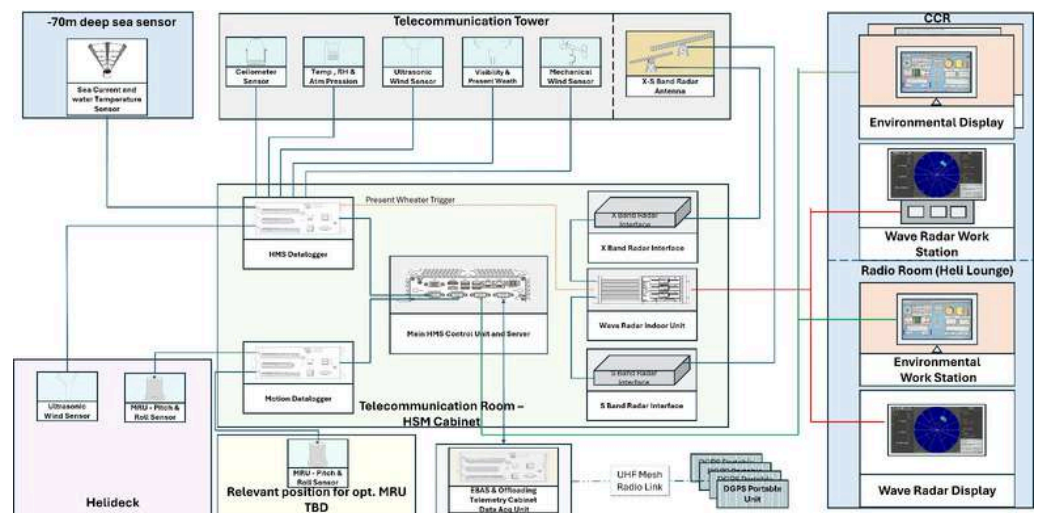 -70m deep sea sensor
Sea Current and
water Temperature
Sensor
Telecommunication Tower
Ceilometer
Sensor
Temp , RH &
Atm Pression
Ultrasonic
Wind Sensor
Visibility &
Present Weath
Mechanical
Wind Sensor
X-S Band Radar
Antenna
CCR
Environmental Display
Wave Radar Work
Station
Radio Room (Heli Lounge)
Environmental
Work Station
Wave Radar Display
Present Wheater Trigger
HMS Datalogger
Main HMS Control Unit and Server
X Band Radar
Interface
X Band Radar Interface
Wave Radar Indoor Unit
S Band Radar
Interface
S Band Radar Interface
Motion Datalogger
Telecommunication Room –
HSM Cabinet
Ultrasonic
Wind Sensor
MRU - Pitch &
Roll Sensor
Helideck
MRU - Pitch &
Roll Sensor
Relevant position for opt. MRU
TBD
EBAS & Offloading
Telemetry Cabinet
Data Acq Unit
UHF Mesh
Radio Link
DGPS Portable
DGPS Portable
Unit